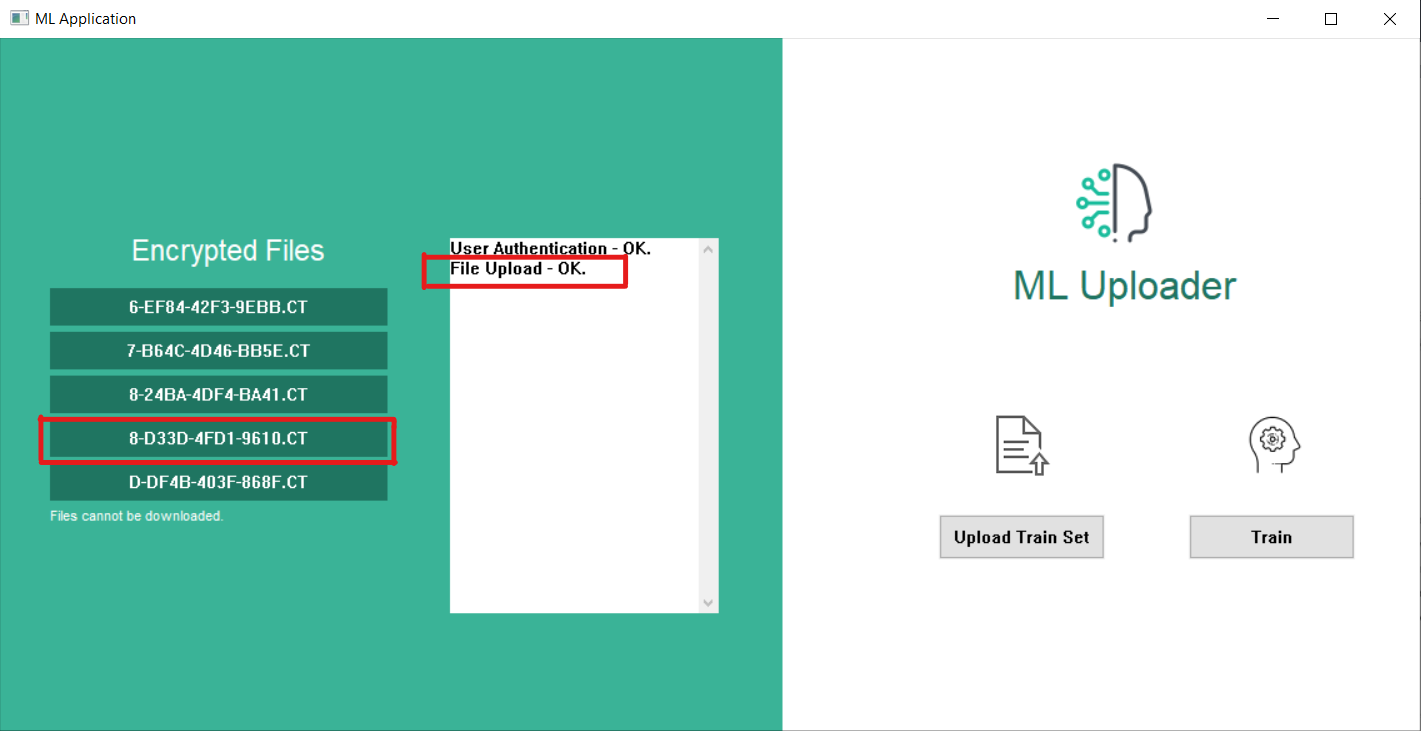 ML Application
Encrypted Files
6-EF84-42F3-9EBB.CT
7-B64C-4D46-BB5E.CT
8-24BA-4DF4-BA41.CT
8-D33D-4FD1-9610.CT
D-DF4B-403F-868F.CT
Files cannot be downloaded.
User Authentication - OK.
File Upload - OK.
ML Uploader
Upload Train Set
Train